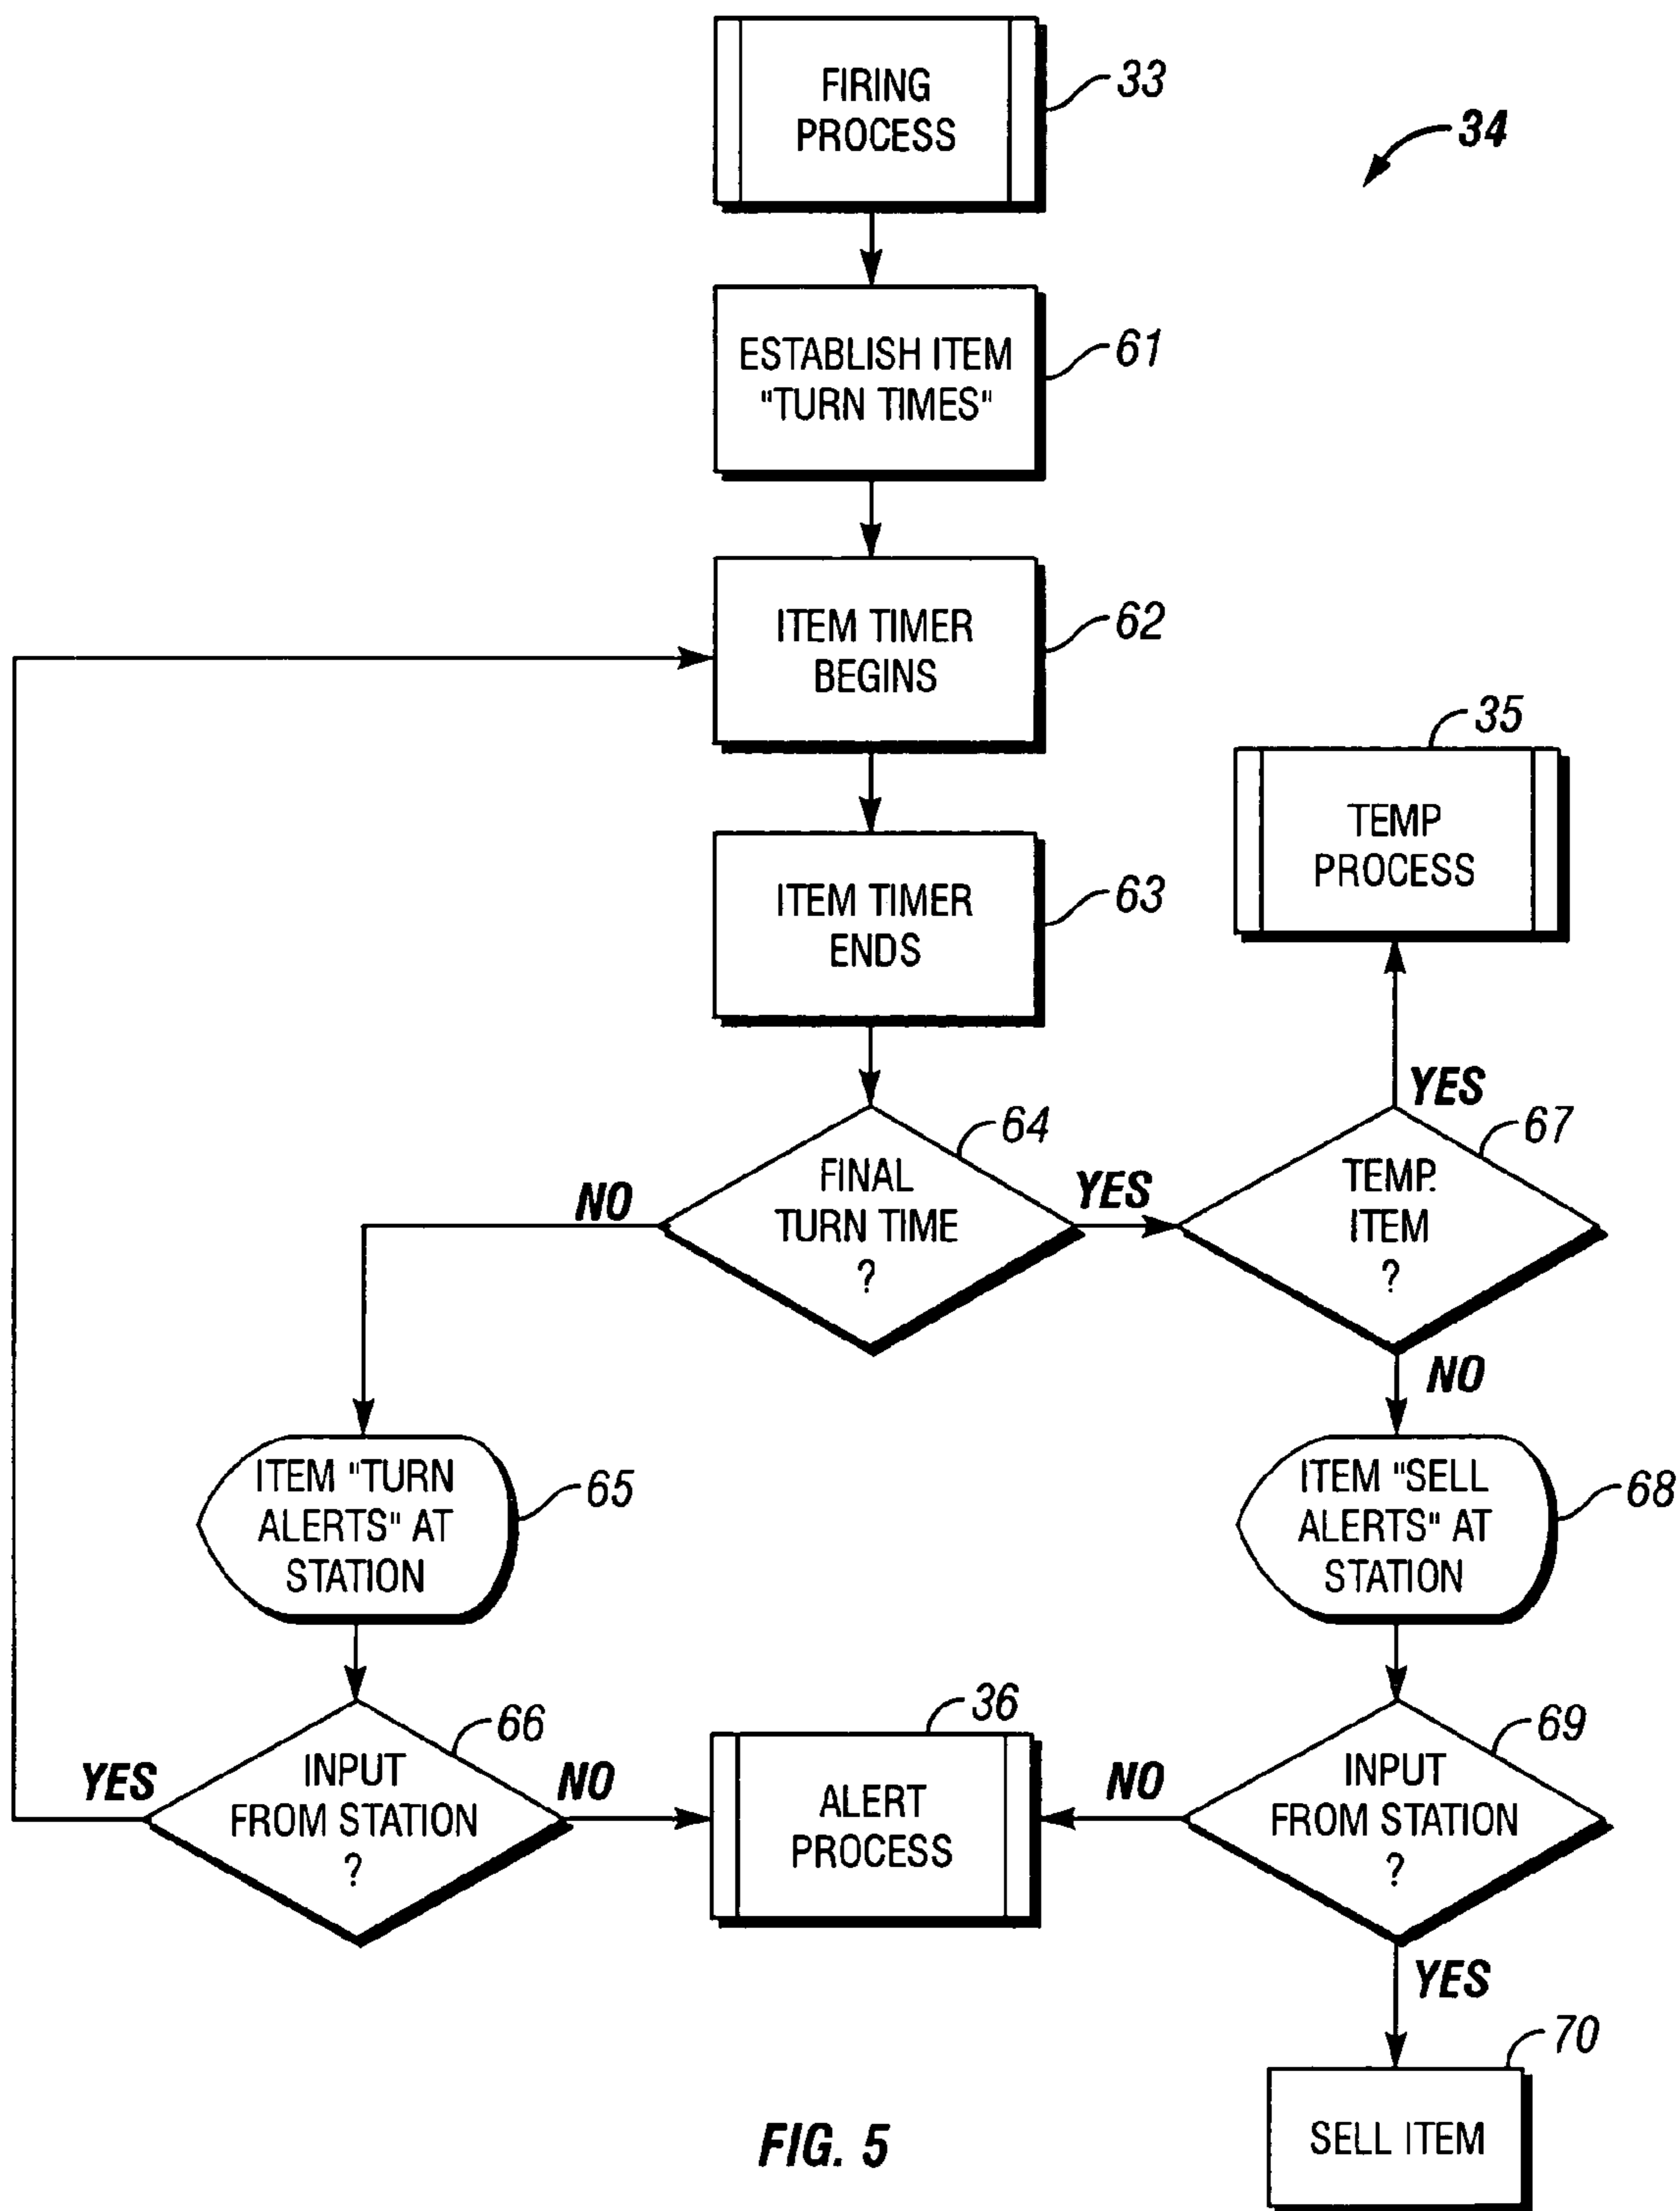 FIRING
PROCESS
33
34
ESTABLISH ITEM
"TURN TIMES"
61
ITEM TIMER
BEGINS
62
35
TEMP
PROCESS
ITEM TIMER
ENDS
63
YES
64
67
FINAL
TURN TIME
?
NO
YES
TEMP.
ITEM
?
NO
ITEM "TURN
ALERTS" AT
STATION
65
ITEM "SELL
ALERTS" AT
STATION
68
66
INPUT
FROM STATION
?
YES
NO
36
ALERT
PROCESS
NO
69
INPUT
FROM STATION
?
YES
70
SELL ITEM
FIG. 5